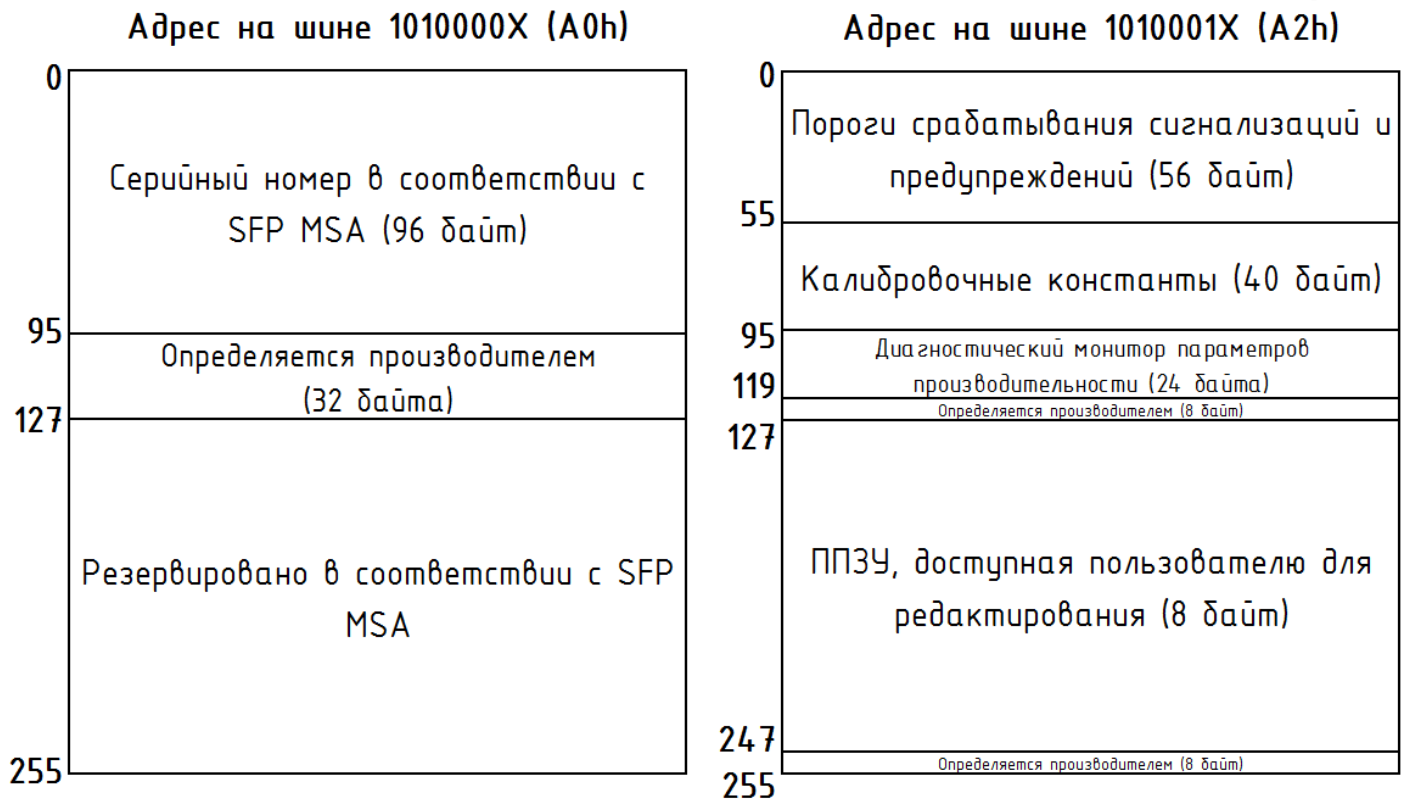 Адрес на шине 1010000X (A0h)
0
Серийный номер в соответствии с
SFP MSA (96 байт)
95
Определяется производителем
(32 байта)
127
Резервировано в соответствии с SFP
MSA
255
Адрес на шине 1010001X (A2h)
0
Пороги срабатывания сигнализаций и
предупреждений (56 байт)
55
Калибровочные константы (40 байт)
95
Диагностический монитор параметров
производительности (24 байта)
119
Определяется производителем (8 байт)
127
ППЗУ, доступная пользователю для
редактирования (8 байт)
247
Определяется производителем (8 байт)
255